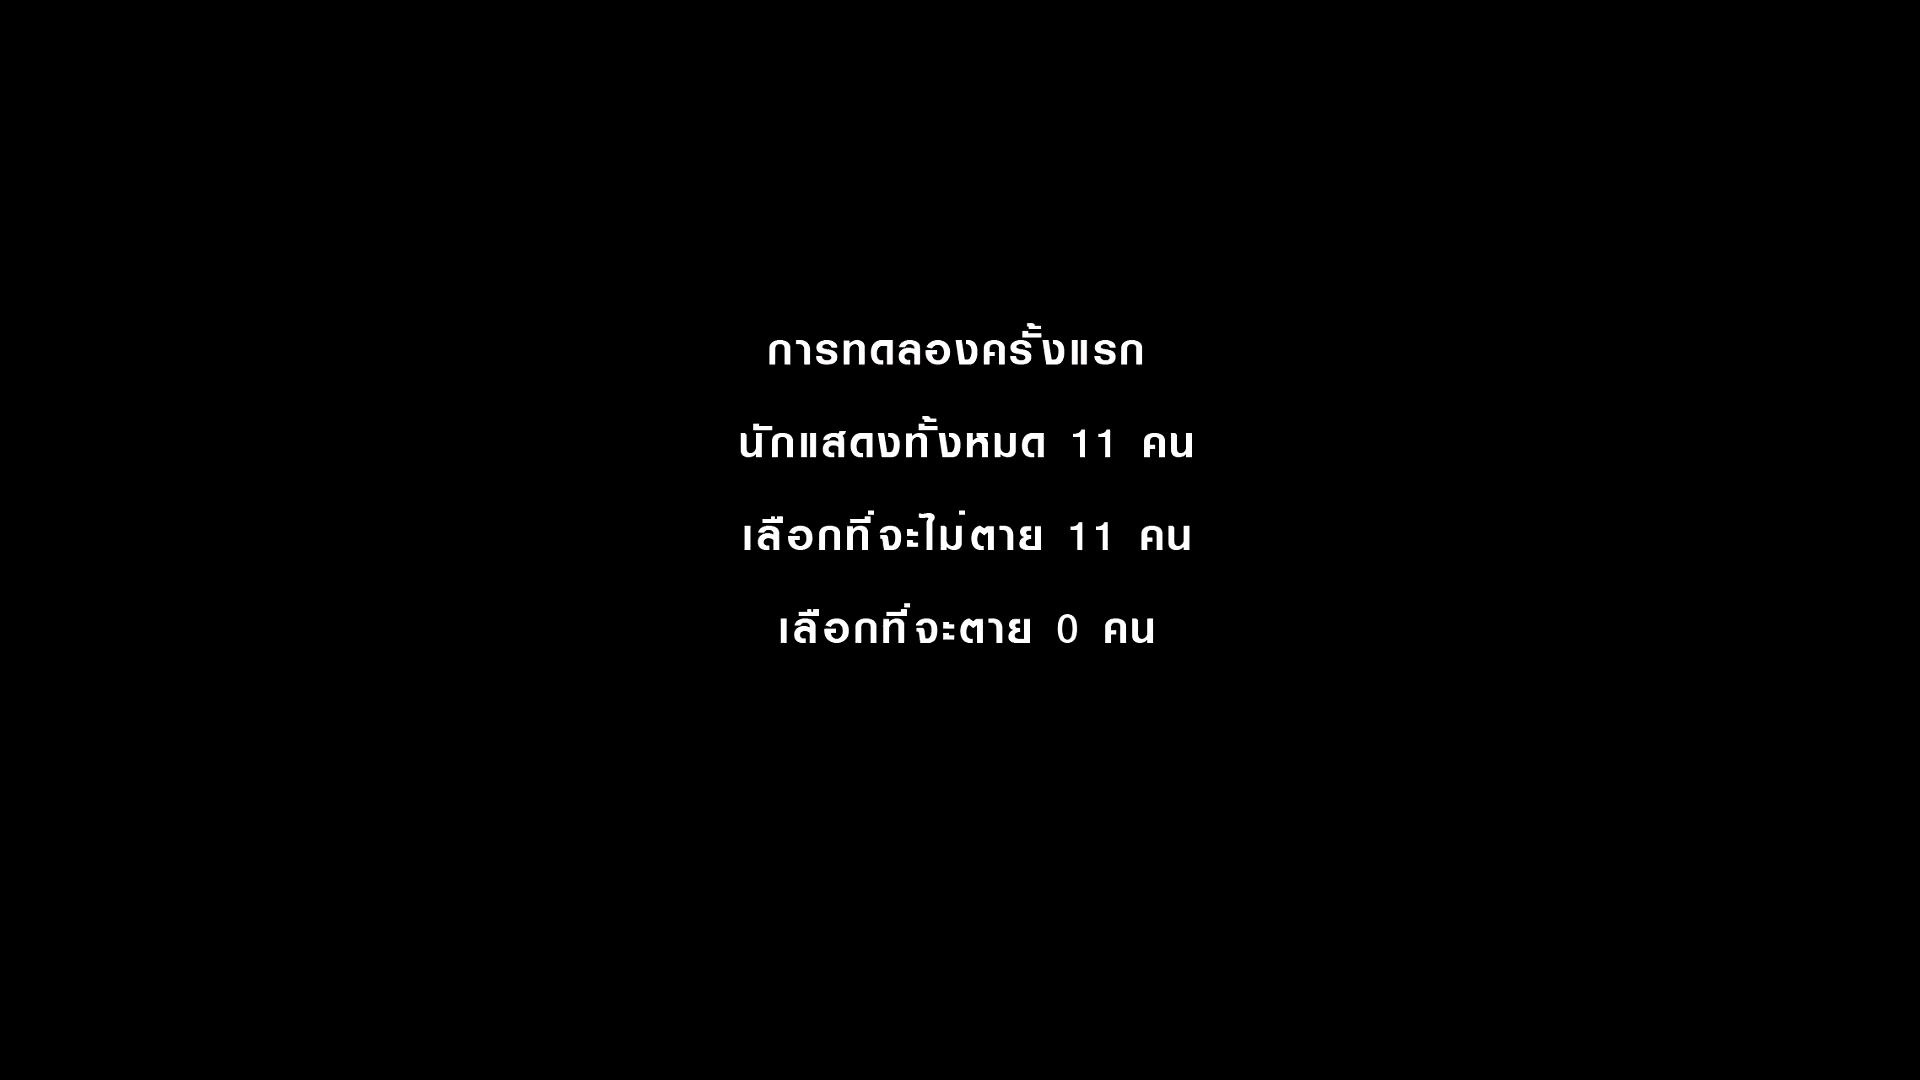 การทดลองครั้งแรก
นักแสดงทั้งหมด 11 คน
เลือกที่จะไม่ตาย 11 คน
เลือกที่จะตาย 0 คน